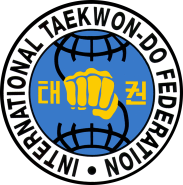 INTERNATIONAL TAEKWON-DO FEDERATION
태권